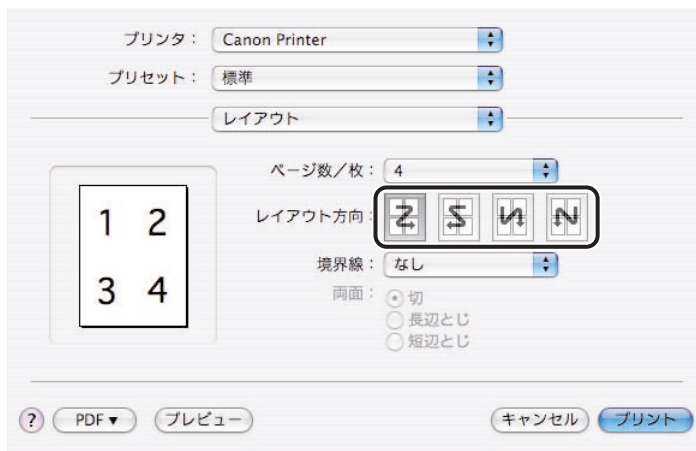 プリンタ： Canon Printer
プリセット： 標準
レイアウト
ページ数／枚： 4
レイアウト方向：
境界線： なし
両面： 切
長辺とじ
短辺とじ
1 2
3 4
? PDF▼ プレビュー キャンセル プリント